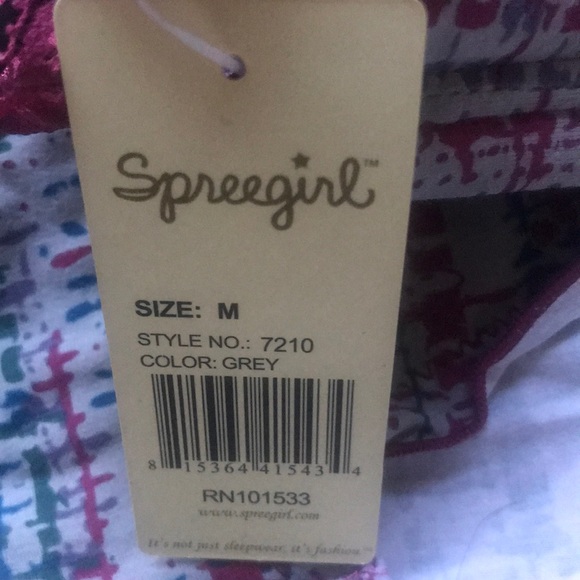 Spreegirl™
SIZE: M
STYLE NO.: 7210
COLOR: GREY
8 15364 41543 4
RN101533
www.spreegirl.com
It's not just sleepwear, it's fashion.™